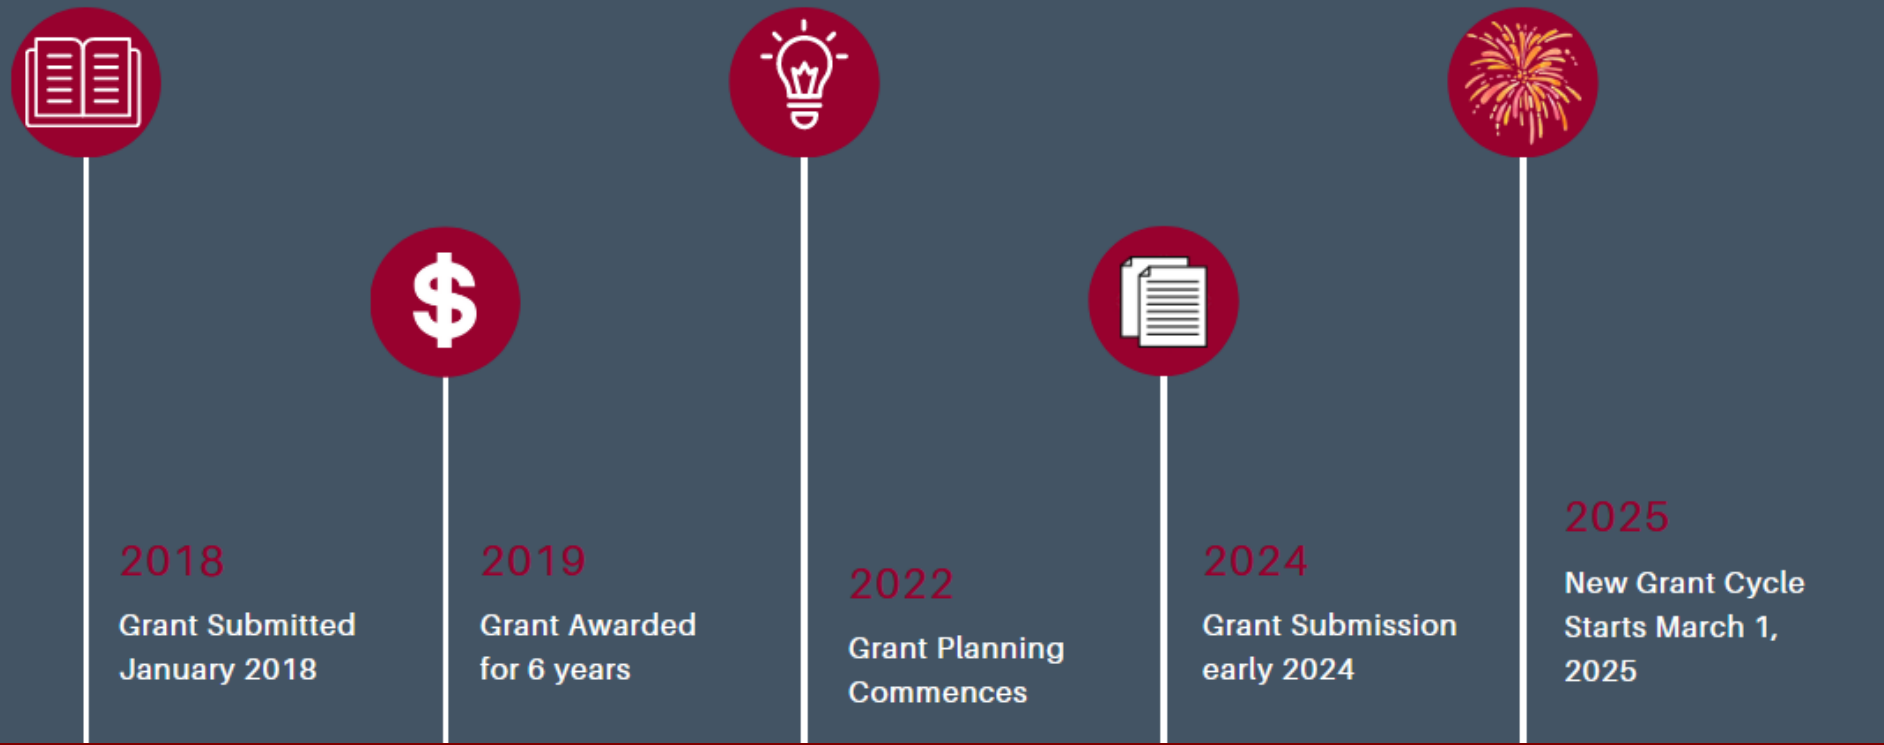 2018
Grant Submitted
January 2018
2019
Grant Awarded
for 6 years
2022
Grant Planning
Commences
2024
Grant Submission
early 2024
2025
New Grant Cycle
Starts March 1,
2025
$